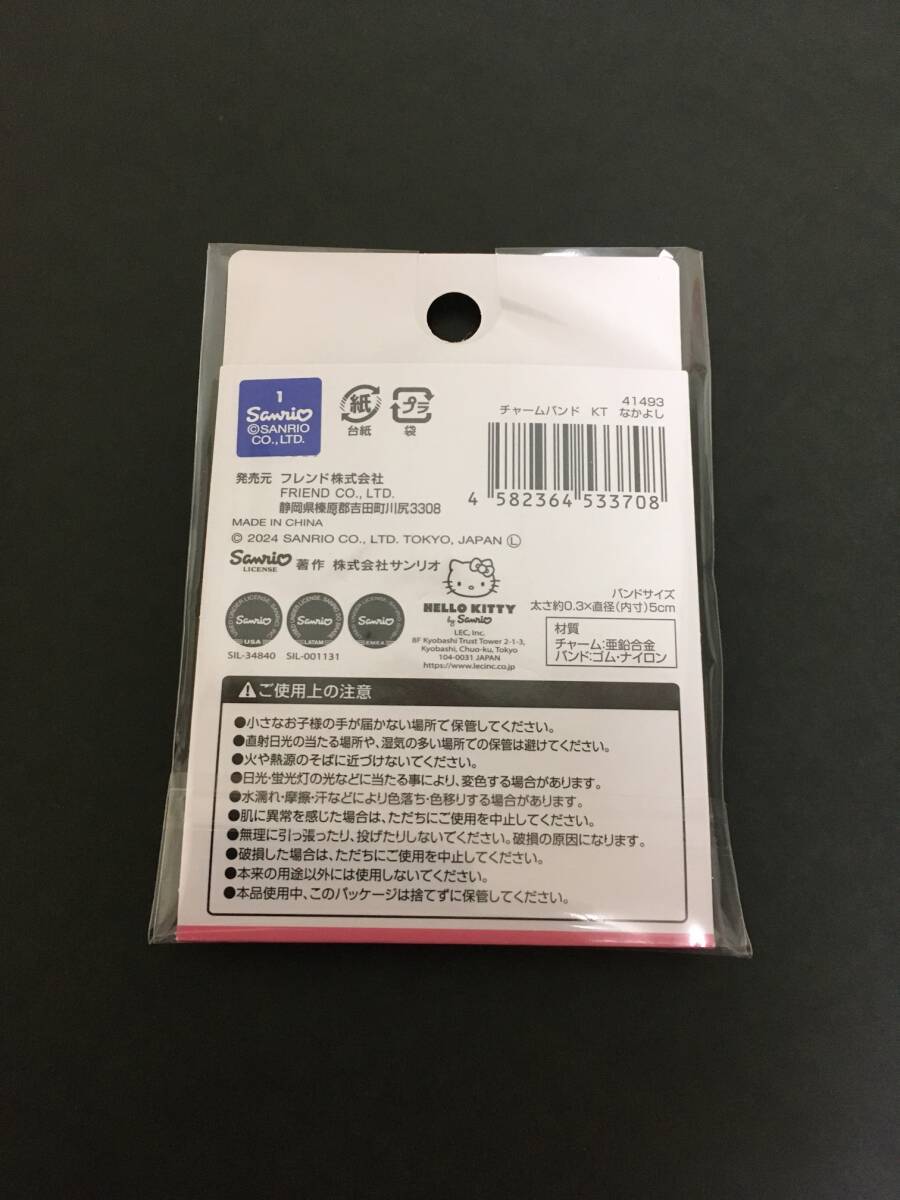 1
Sanrio
©SANRIO
CO., LTD.
紙
台紙
プラ
袋
41493
チャームバンド KT なかよし
4 582364 533708
発売元 フレンド株式会社
FRIEND CO., LTD.
静岡県榛原郡吉田町川尻3308
MADE IN CHINA
© 2024 SANRIO CO., LTD. TOKYO, JAPAN Ⓛ
Sanrio 著作 株式会社サンリオ
LICENSE
Sanrio
USA
SIL-34840
Sanrio
LATAM
SIL-001131
Sanrio
EMEA
HELLO KITTY
by Sanrio
LEC, Inc.
8F Kyobashi Trust Tower 2-1-3,
Kyobashi, Chuo-ku, Tokyo
104-0031 JAPAN
https://www.lecinc.co.jp
バンドサイズ
太さ約0.3×直径(内寸)5cm
材質
チャーム:亜鉛合金
バンド:ゴム・ナイロン
ご使用上の注意
●小さなお子様の手が届かない場所で保管してください。
●直射日光の当たる場所や、湿気の多い場所での保管は避けてください。
●火や熱源のそばに近づけないでください。
●日光・蛍光灯の光などに当たる事により、変色する場合があります。
●水濡れ・摩擦・汗などにより色落ち・色移りする場合があります。
●肌に異常を感じた場合は、ただちにご使用を中止してください。
●無理に引っ張ったり、投げたりしないでください。破損の原因になります。
●破損した場合は、ただちにご使用を中止してください。
●本来の用途以外には使用しないでください。
●本品使用中、このパッケージは捨てずに保管してください。